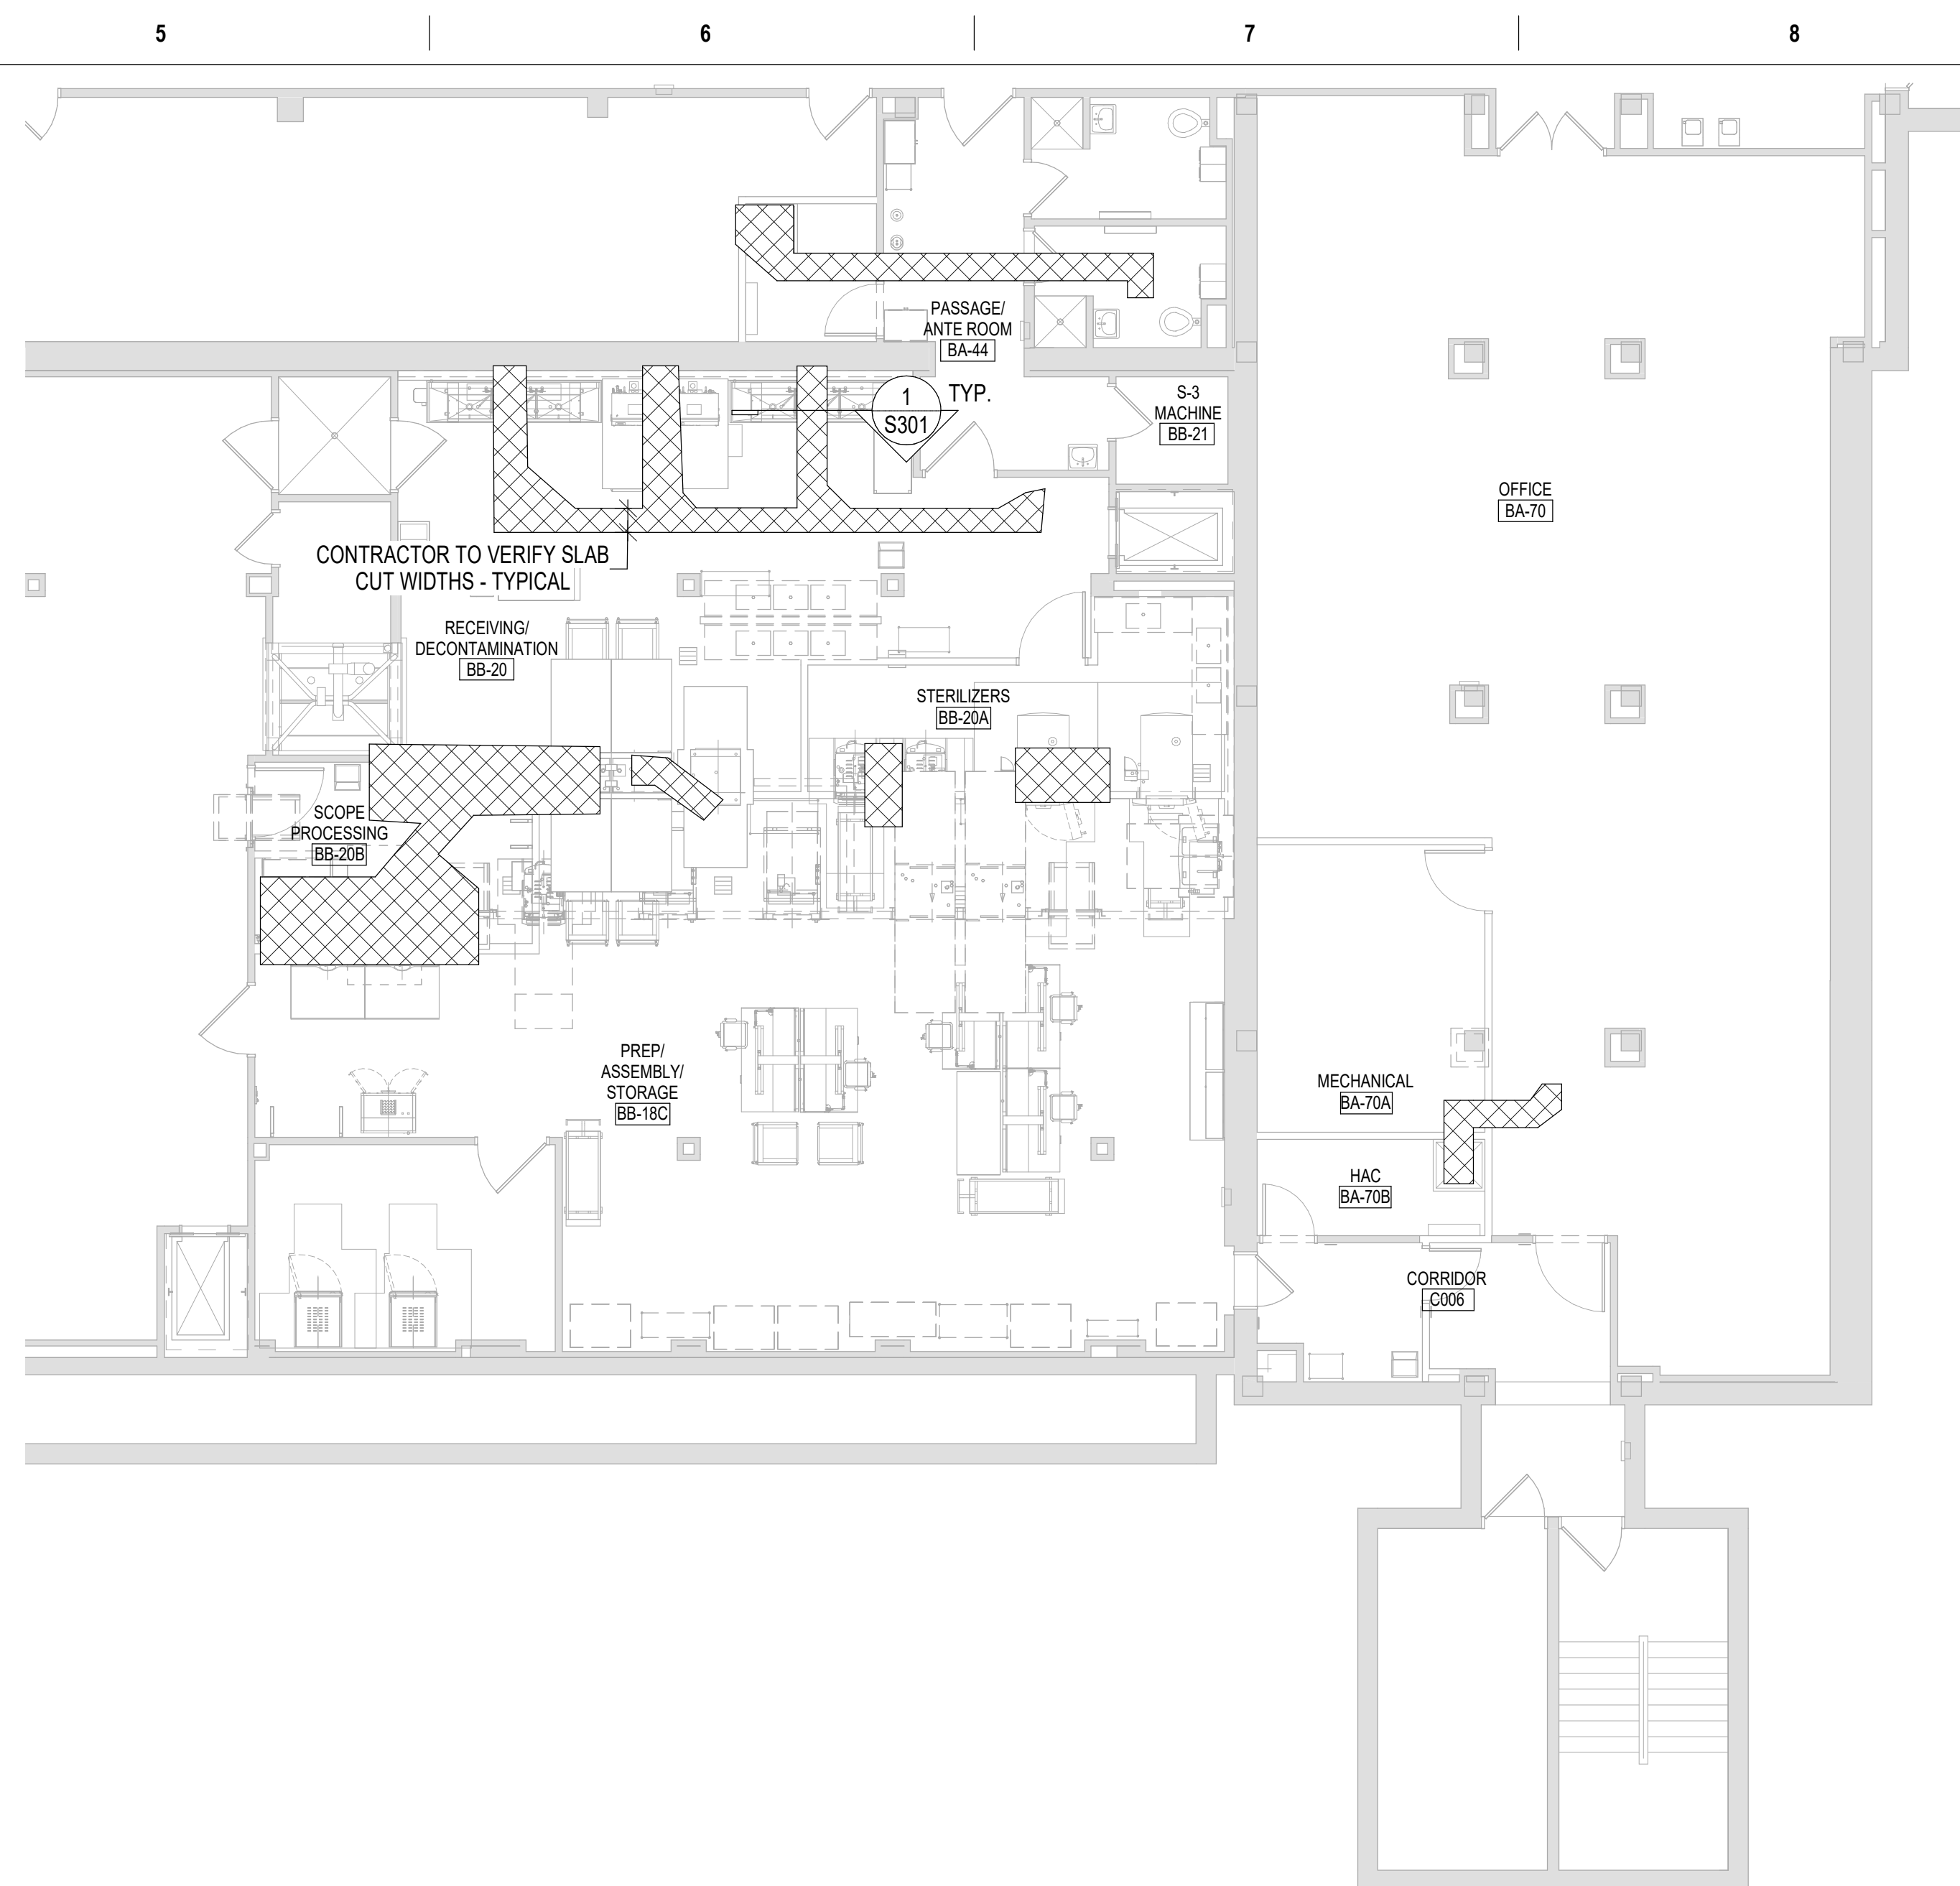 5
6
7
8
PASSAGE/
ANTE ROOM
BA-44
1
S301
TYP.
S-3
MACHINE
BB-21
OFFICE
BA-70
CONTRACTOR TO VERIFY SLAB
CUT WIDTHS - TYPICAL
RECEIVING/
DECONTAMINATION
BB-20
STERILIZERS
BB-20A
SCOPE
PROCESSING
BB-20B
PREP/
ASSEMBLY/
STORAGE
BB-18C
MECHANICAL
BA-70A
HAC
BA-70B
CORRIDOR
C006